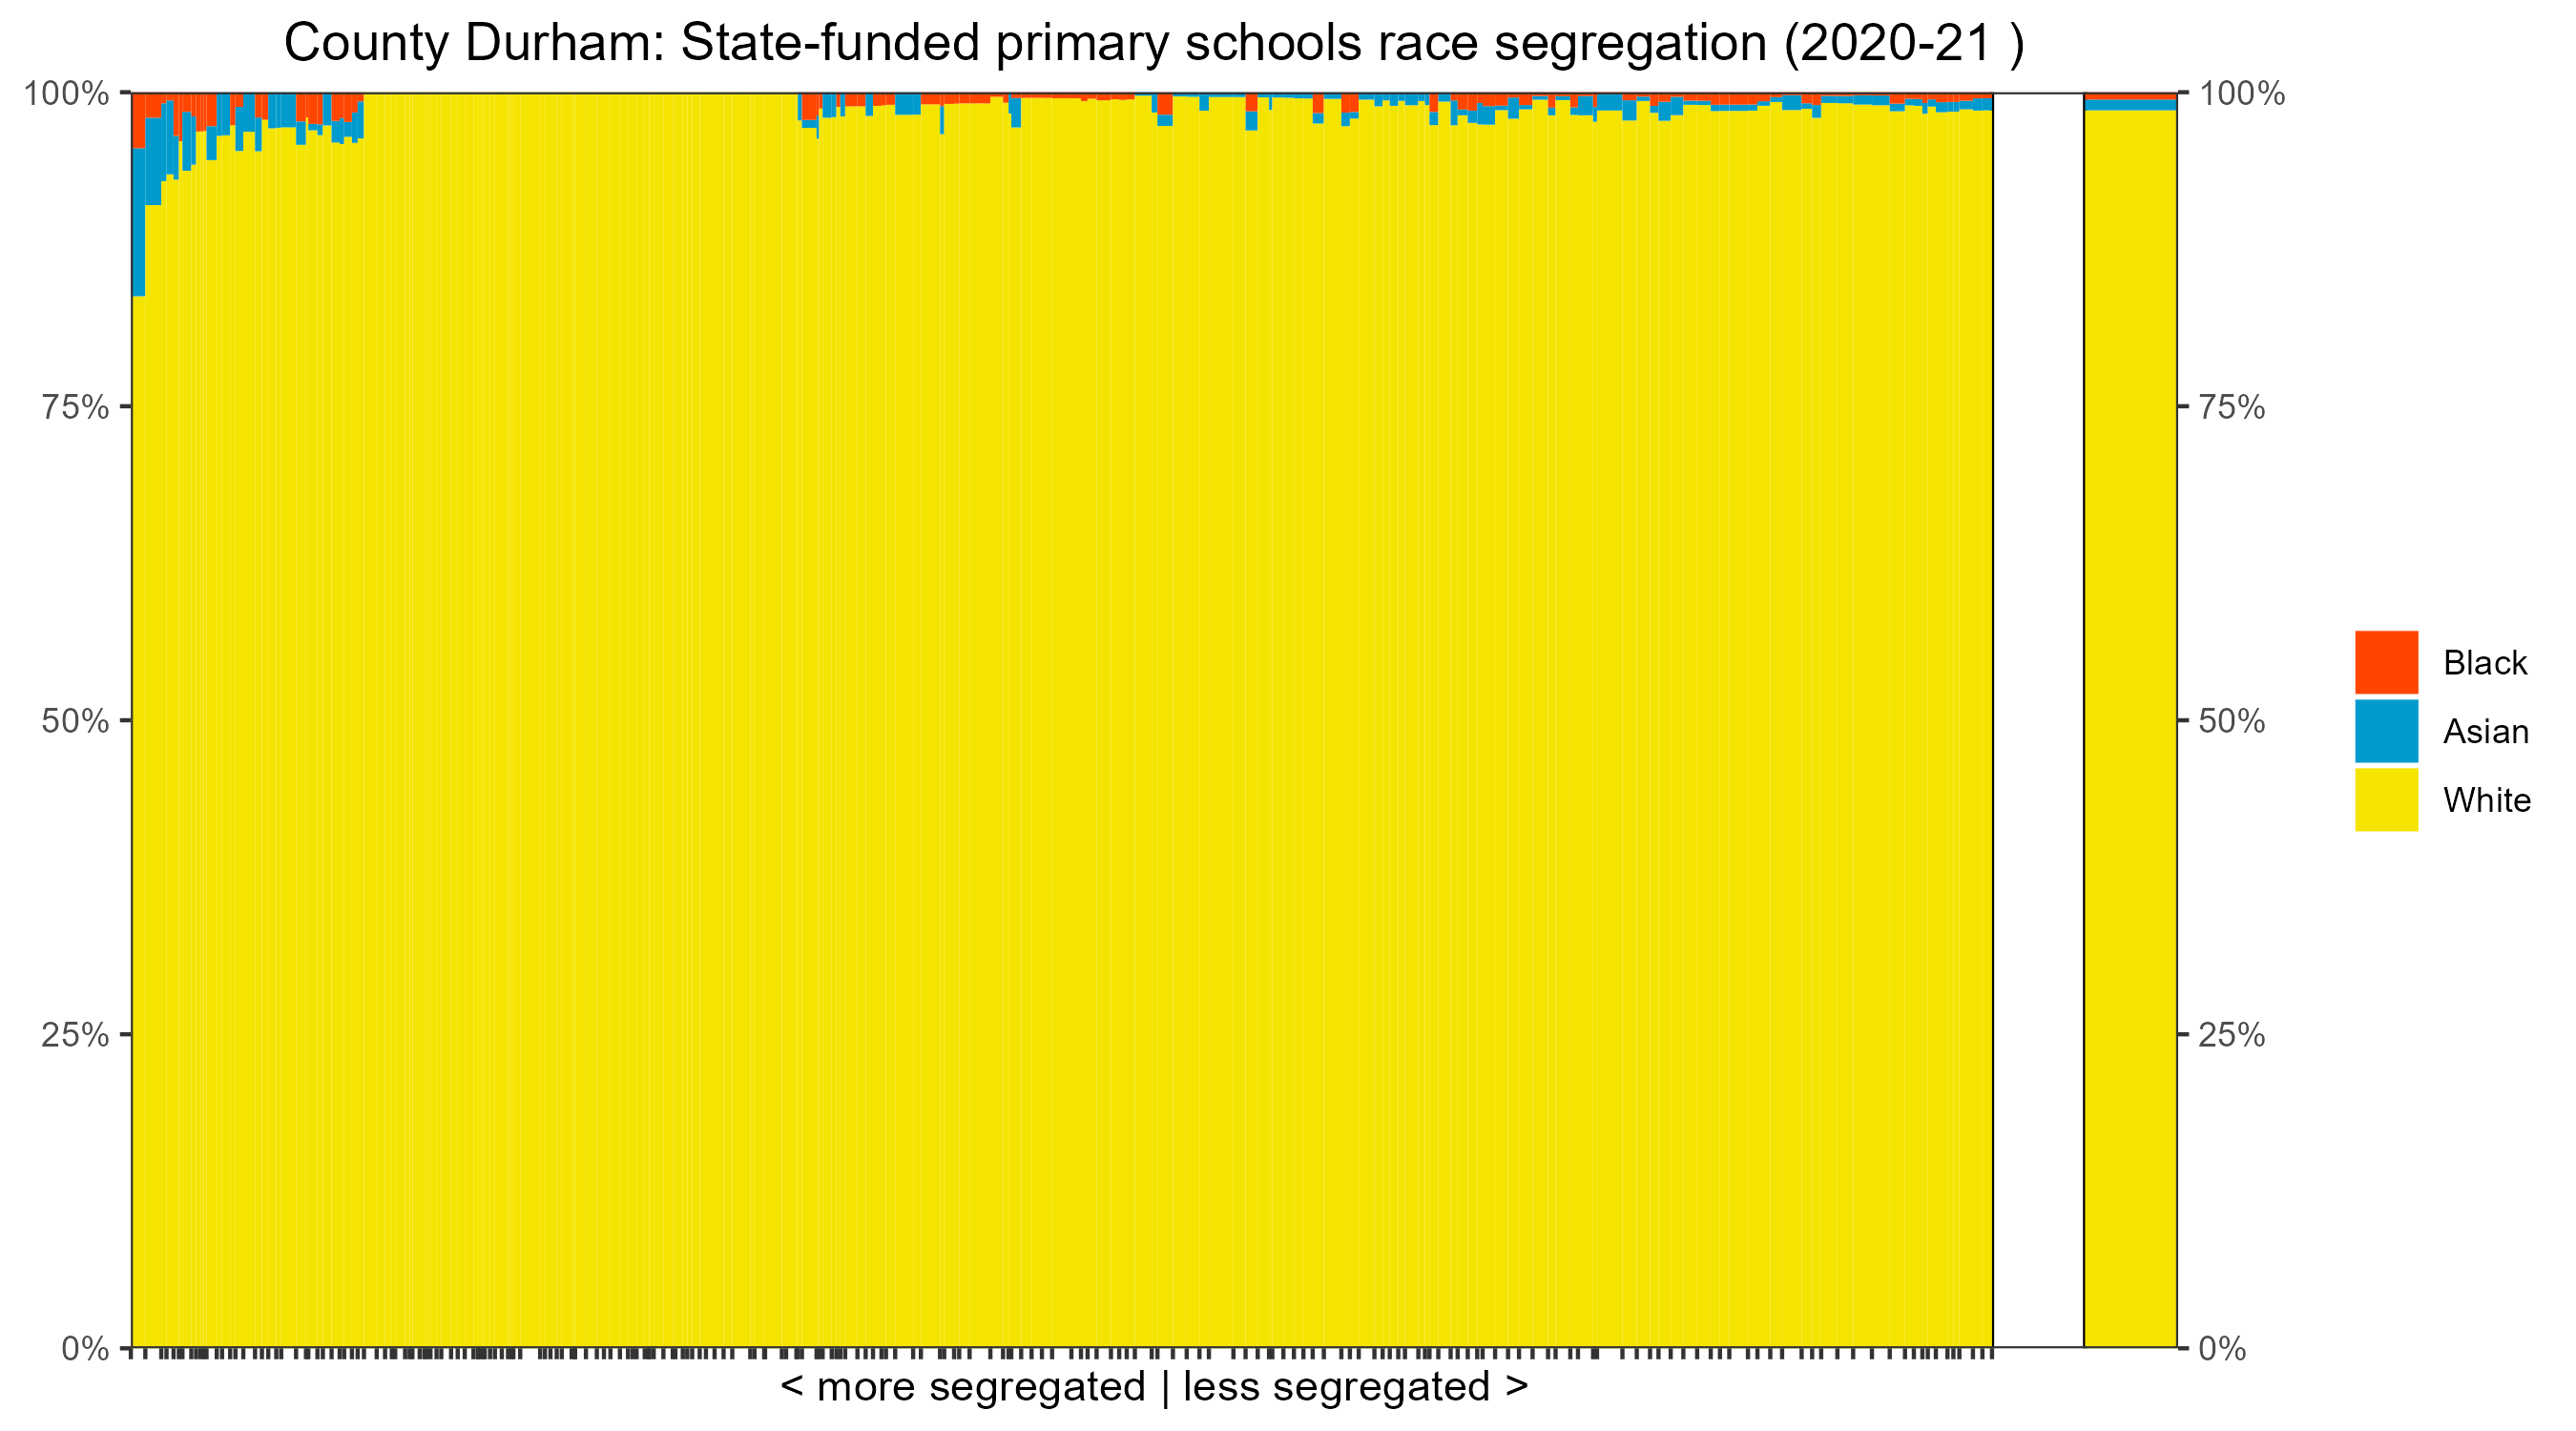 County Durham: State-funded primary schools race segregation (2020-21 )
100%
75%
50%
25%
0%
100%
75%
50%
25%
0%
Black
Asian
White
< more segregated | less segregated >